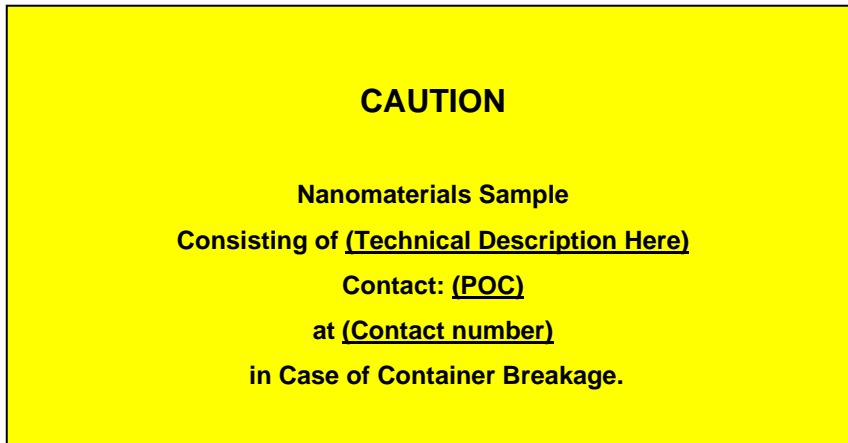 CAUTION
Nanomaterials Sample
Consisting of (Technical Description Here)
Contact: (POC)
at (Contact number)
in Case of Container Breakage.